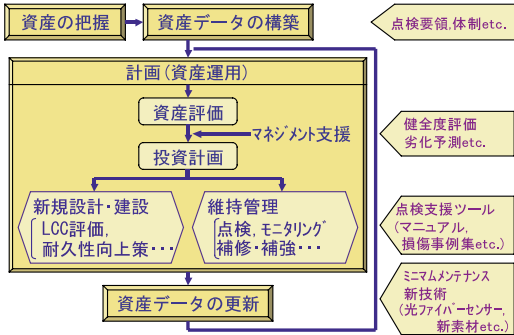 資産の把握
資産データの構築
点検要領,体制etc.
計画(資産運用)
資産評価
マネジメント支援
健全度評価
劣化予測etc.
投資計画
新規設計・建設
LCC評価,
耐久性向上策・・・
維持管理
点検,モニタリング
補修・補強・・・
点検支援ツール
(マニュアル,
損傷事例集etc.)
資産データの更新
ミニマムメンテナンス
新技術
(光ファイバーセンサー,
新素材etc.)